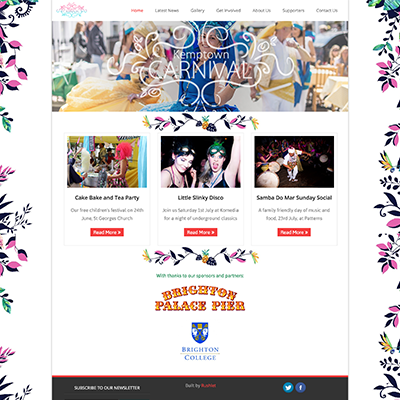 Home Latest News Gallery Get Involved About Us Supporters Contact Us
Kemptown
CARNIVAL
Cake Bake and Tea Party
Our free children's festival on 24th
June, St Georges Church
Read More »
Little Slinky Disco
Join us Saturday 1st July at Komedia
for a night of underground classics
Read More »
Samba Do Mar Sunday Social
A family friendly day of music and
Food, 23rd July, at Patterns
Read More »
With thanks to our sponsors and partners:
BRIGHTON
PALACE PIER
BRIGHTON
COLLEGE
SUBSCRIBE TO OUR NEWSLETTER
Built by